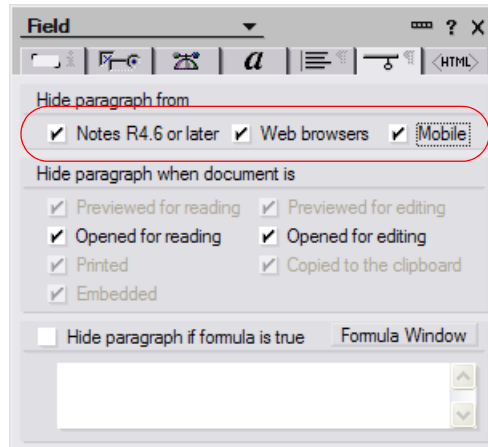 Field ? X
i a ¶ ¶ <HTML>
Hide paragraph from
Notes R4.6 or later Web browsers Mobile
Hide paragraph when document is
Previewed for reading Previewed for editing
Opened for reading Opened for editing
Printed Copied to the clipboard
Embedded
Hide paragraph if formula is true Formula Window